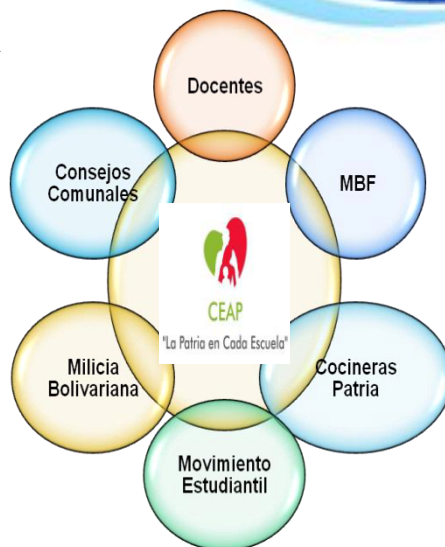 Docentes
Consejos
Comunales
MBF
CEAP
"La Patria en Cada Escuela"
Milicia
Bolivariana
Cocineras
Patria
Movimiento
Estudiantil